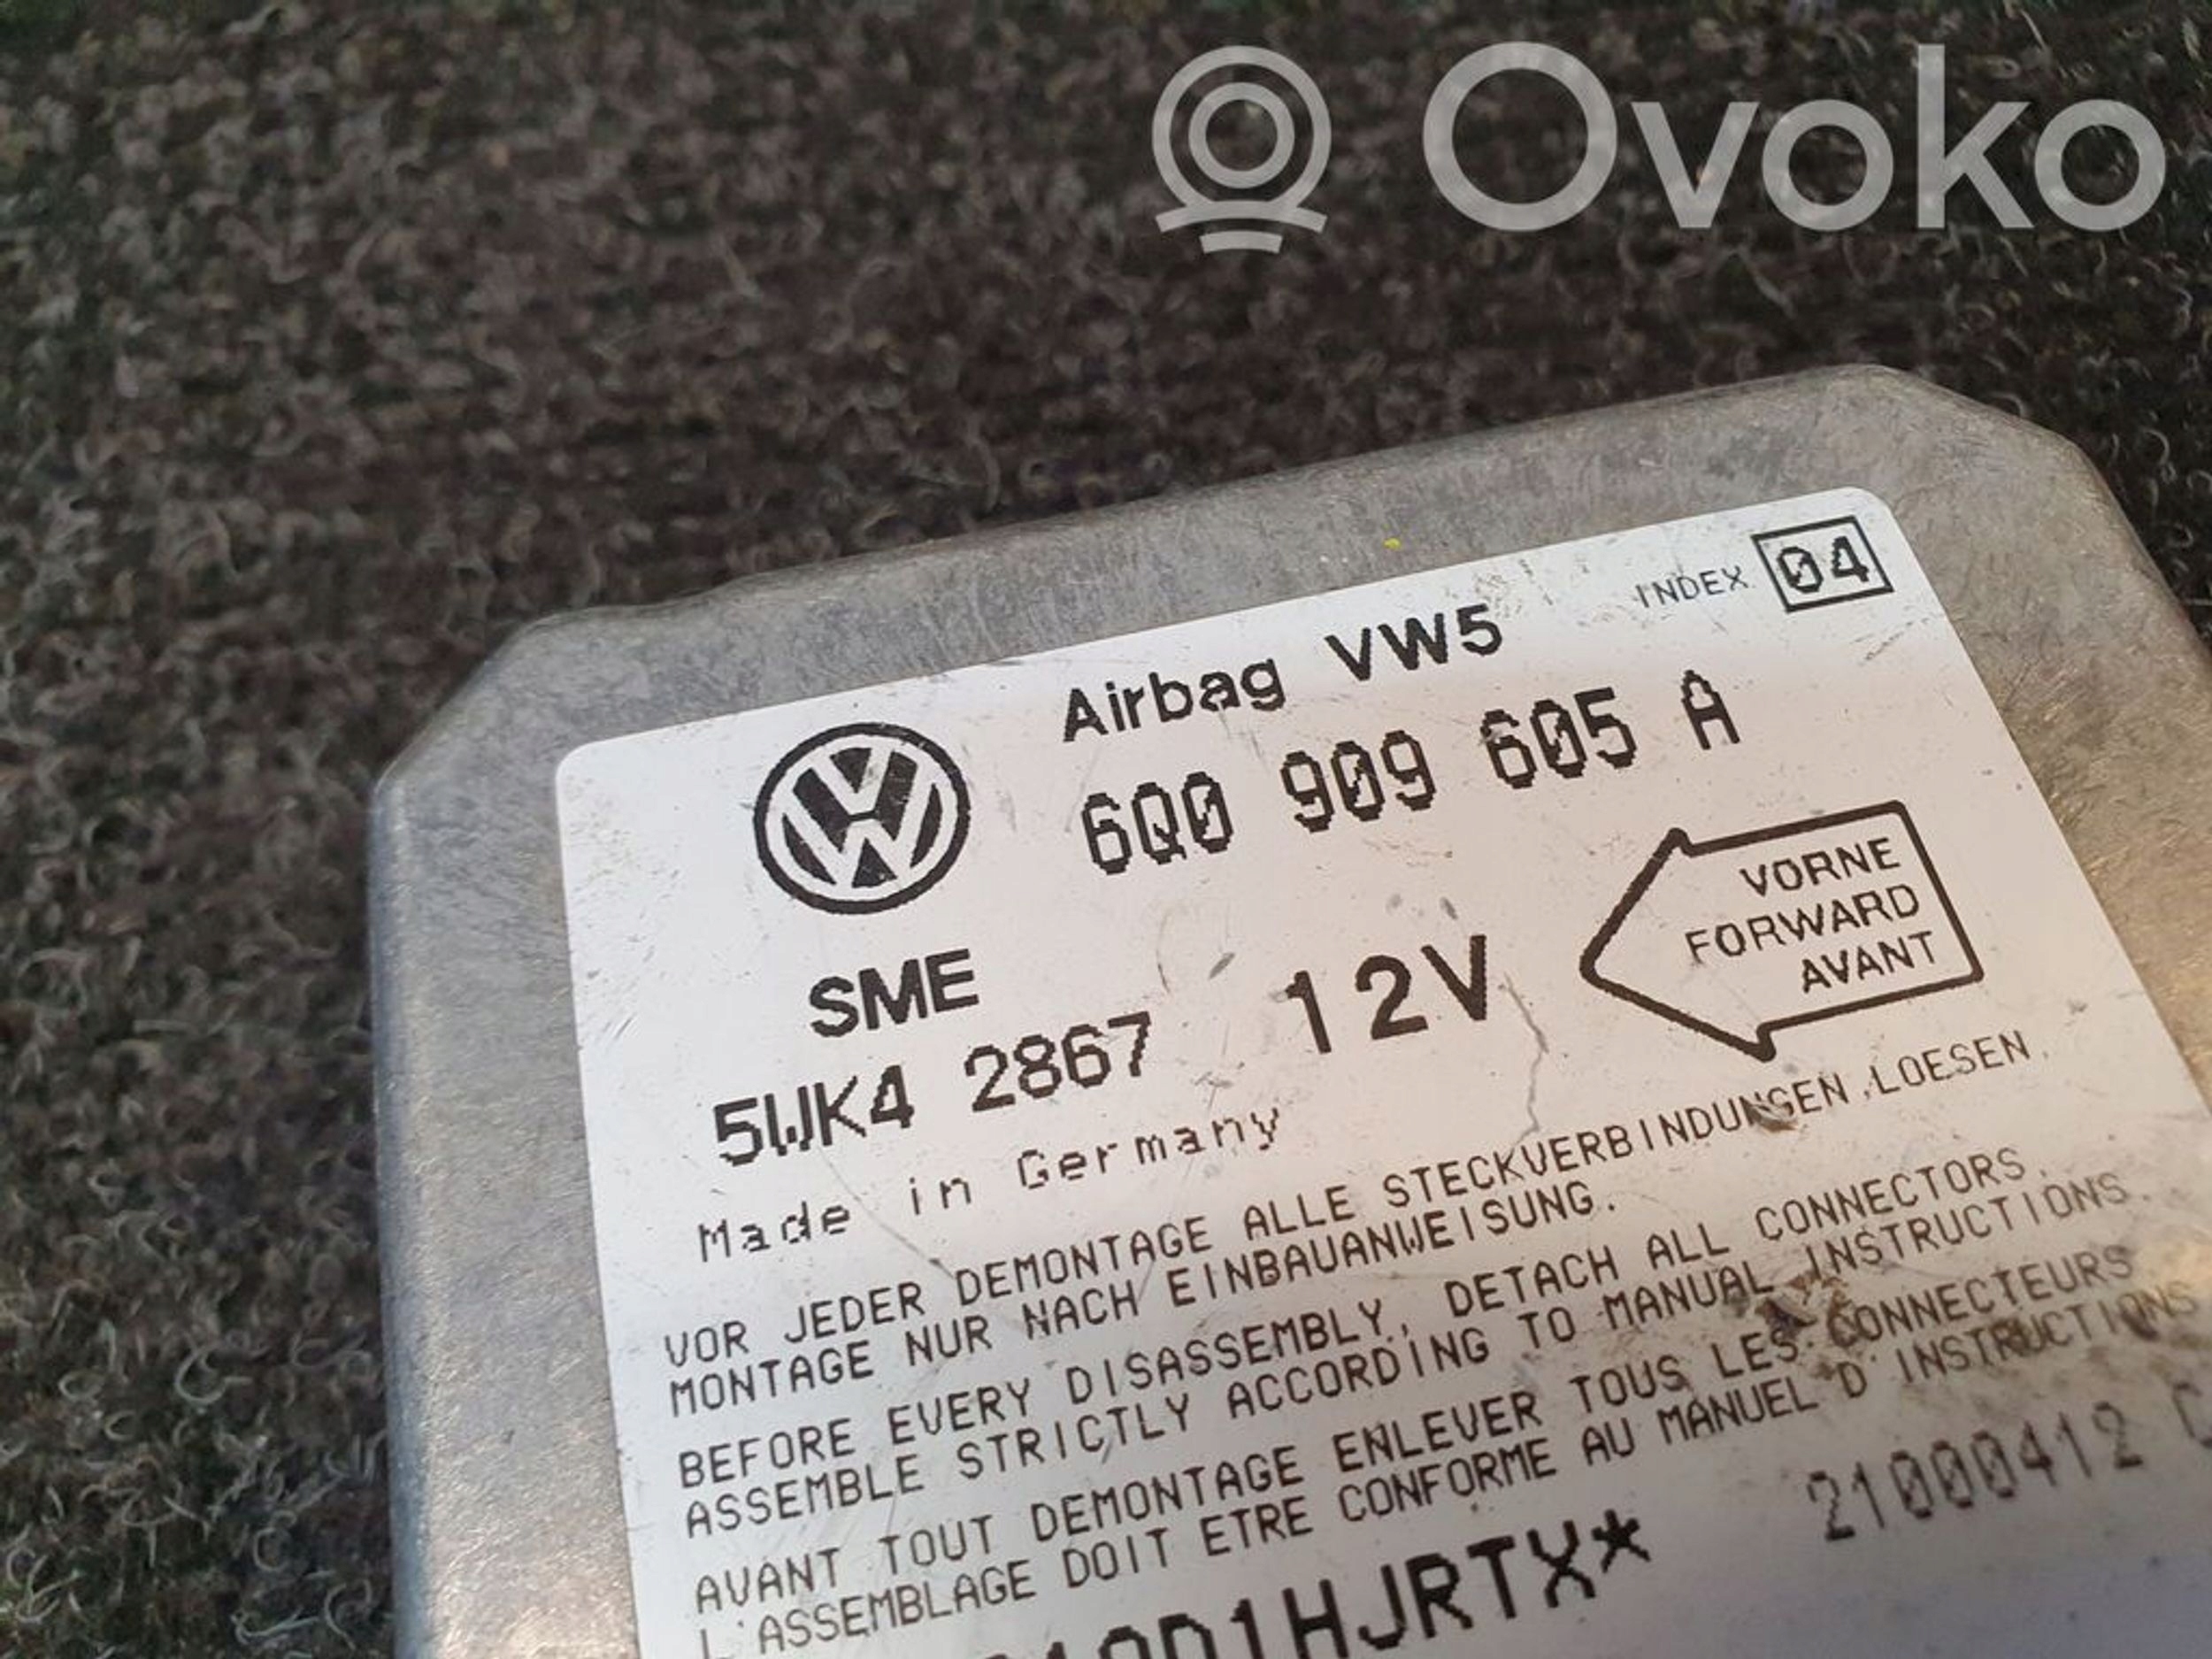 Ovoko
INDEX 04
Airbag VW5
6Q0 909 605 A
VORNE
FORWARD
AVANT
SME
5WK4 2867 12V
Made in Germany
VOR JEDER DEMONTAGE ALLE STECKVERBINDUNGEN LOESEN.
MONTAGE NUR NACH EINBAUANWEISUNG.
BEFORE EVERY DISASSEMBLY, DETACH ALL CONNECTORS.
ASSEMBLE STRICTLY ACCORDING TO MANUAL INSTRUCTIONS.
AVANT TOUT DEMONTAGE ENLEVER TOUS LES CONNECTEURS
L'ASSEMBLAGE DOIT ETRE CONFORME AU MANUEL D'INSTRUCTIONS
21000412